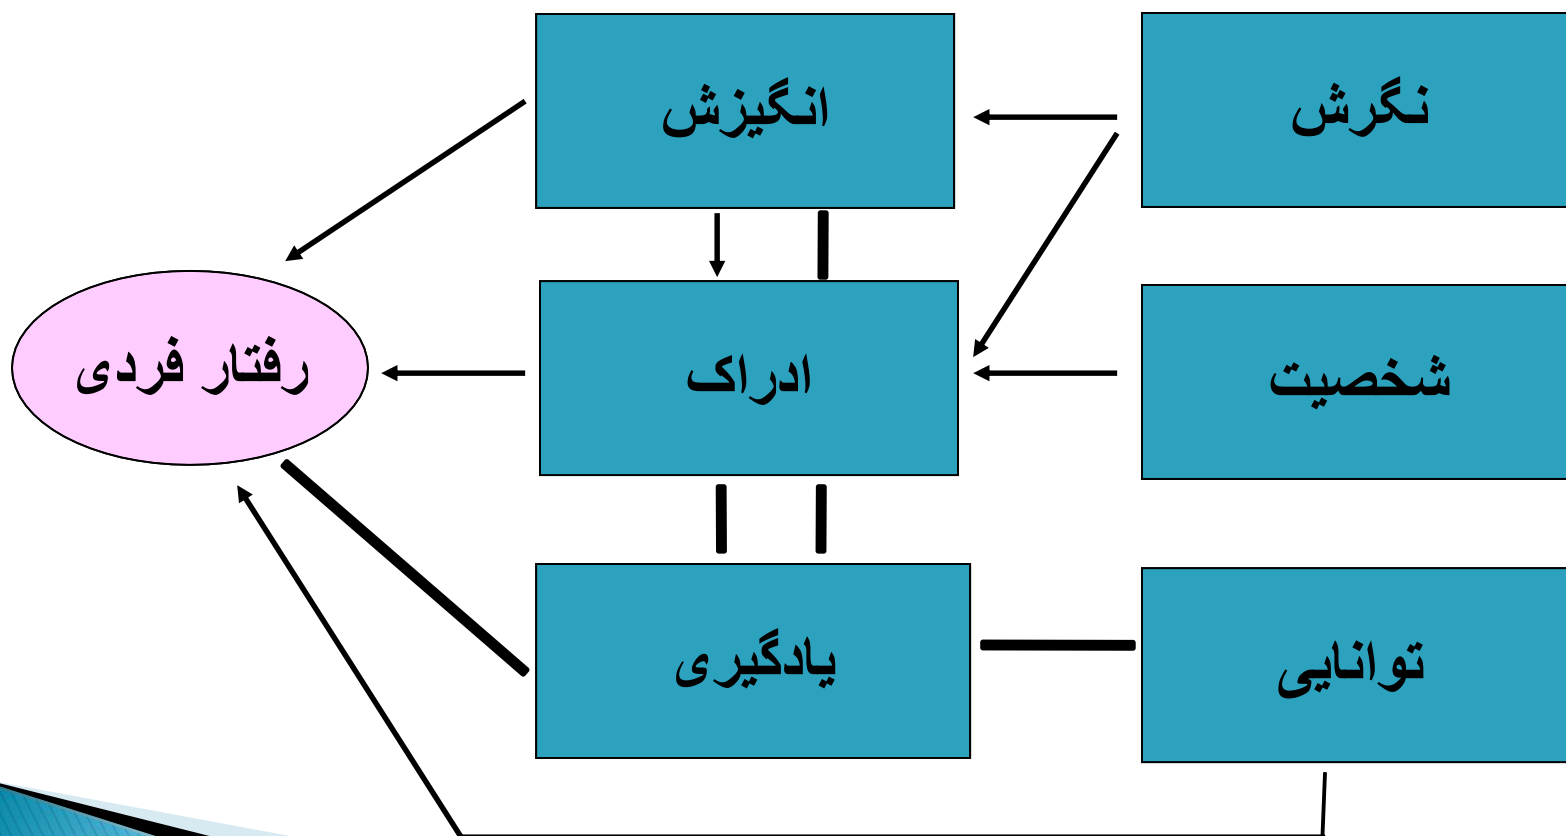 نگرش
انگیزش
شخصیت
ادراک
رفتار فردی
توانایی
یادگیری